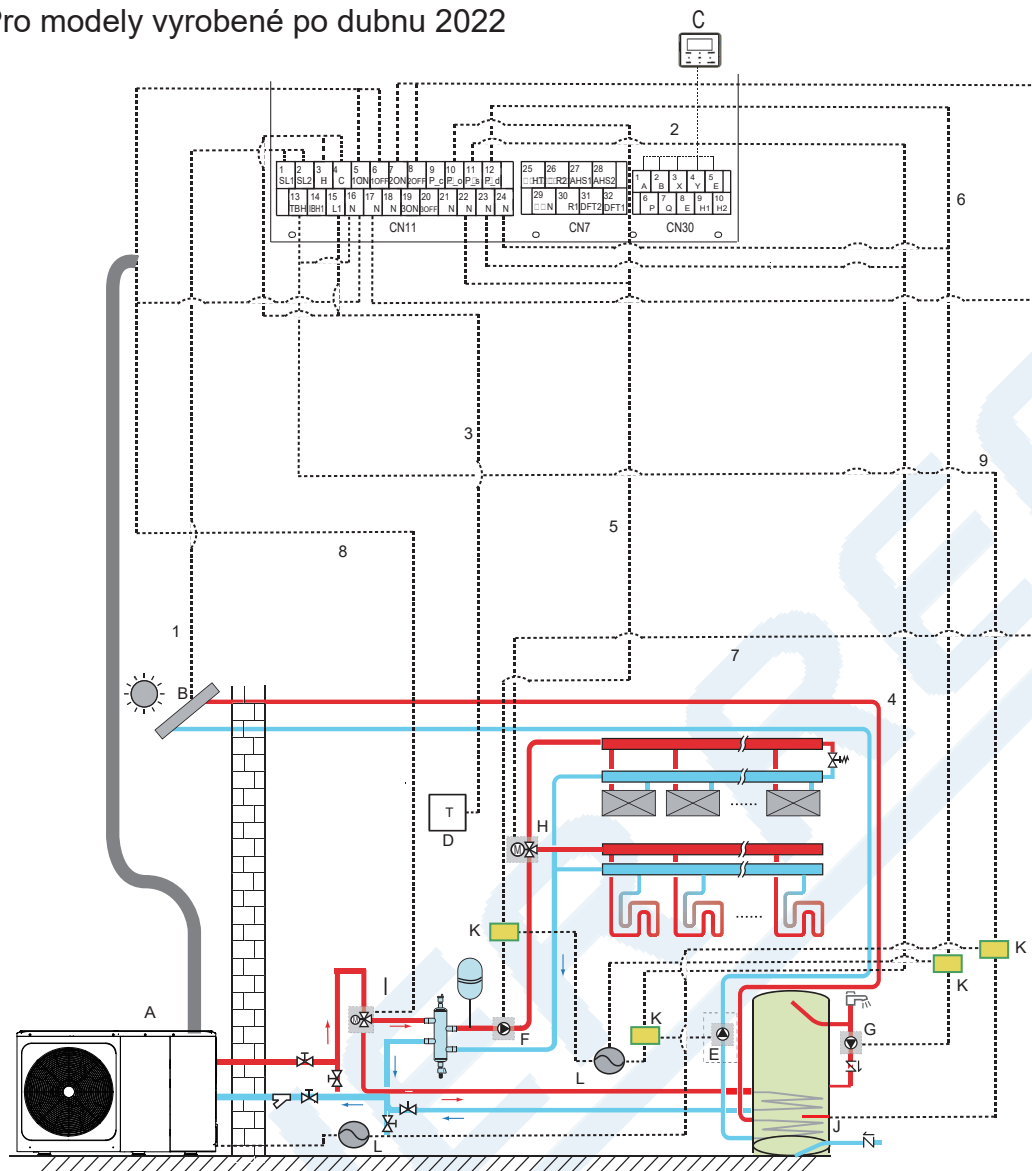 Pro modely vyrobené po dubnu 2022
C
2
1 2 3 4 5 6 7 8 9 10 11 12
SL1 SL2 H C 1ON 1OFF 2ON 2OFF P_c P_o P_s P_d
13 14 15 16 17 18 19 20 21 22 23 24
TBH IBH1 L1 N N N 3ON 3OFF N N N N
CN11
25 26 27 28
HT R2 AHS1 AHS2
29 30 31 32
N R1 DFT2 DFT1
CN7
1 2 3 4 5
A B X Y E
6 7 8 9 10
P Q E H1 H2
CN30
6
3
9
5
8
1
7
B
4
T
D
H
M
K
K
K
I
A
M
F
K
G
E
L
J
L